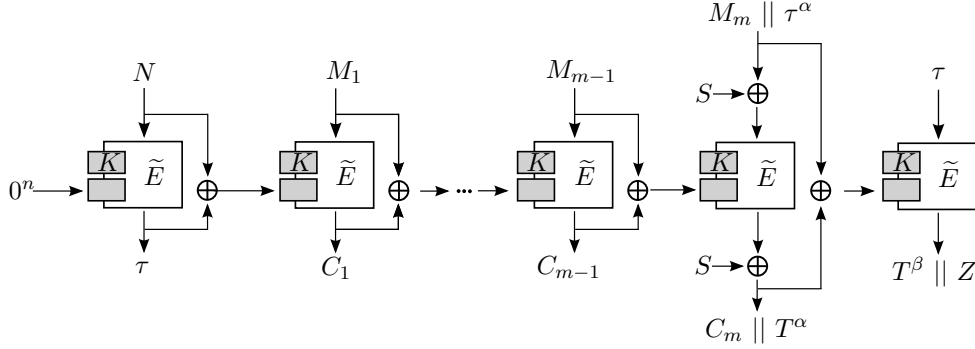 M_m || τ^α
N M_1 M_{m−1} S τ
K Ẽ K Ẽ K Ẽ K Ẽ K Ẽ
0^n ...
τ C_1 C_{m−1} S T^β || Z
C_m || T^α